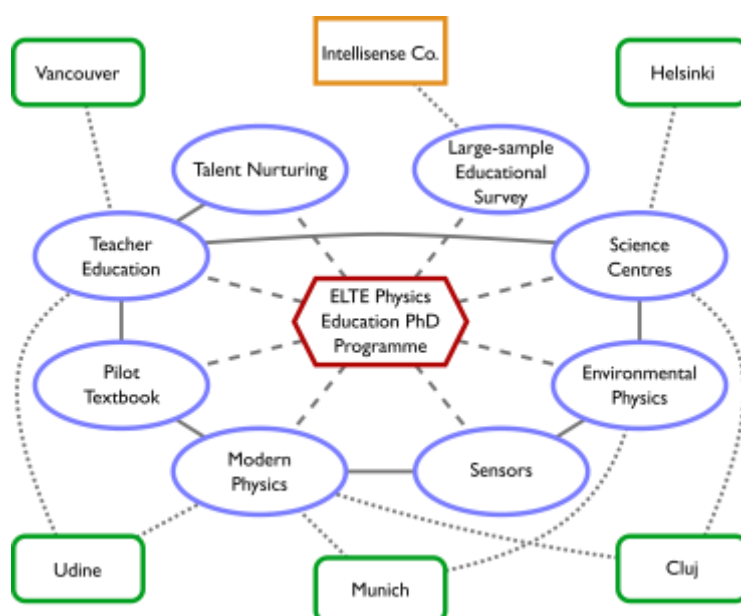 Intellisense Co.
Vancouver
Helsinki
Talent Nurturing
Large-sample
Educational
Survey
Teacher
Education
Science
Centres
ELTE Physics
Education PhD
Programme
Pilot
Textbook
Environmental
Physics
Modern
Physics
Sensors
Udine
Munich
Cluj